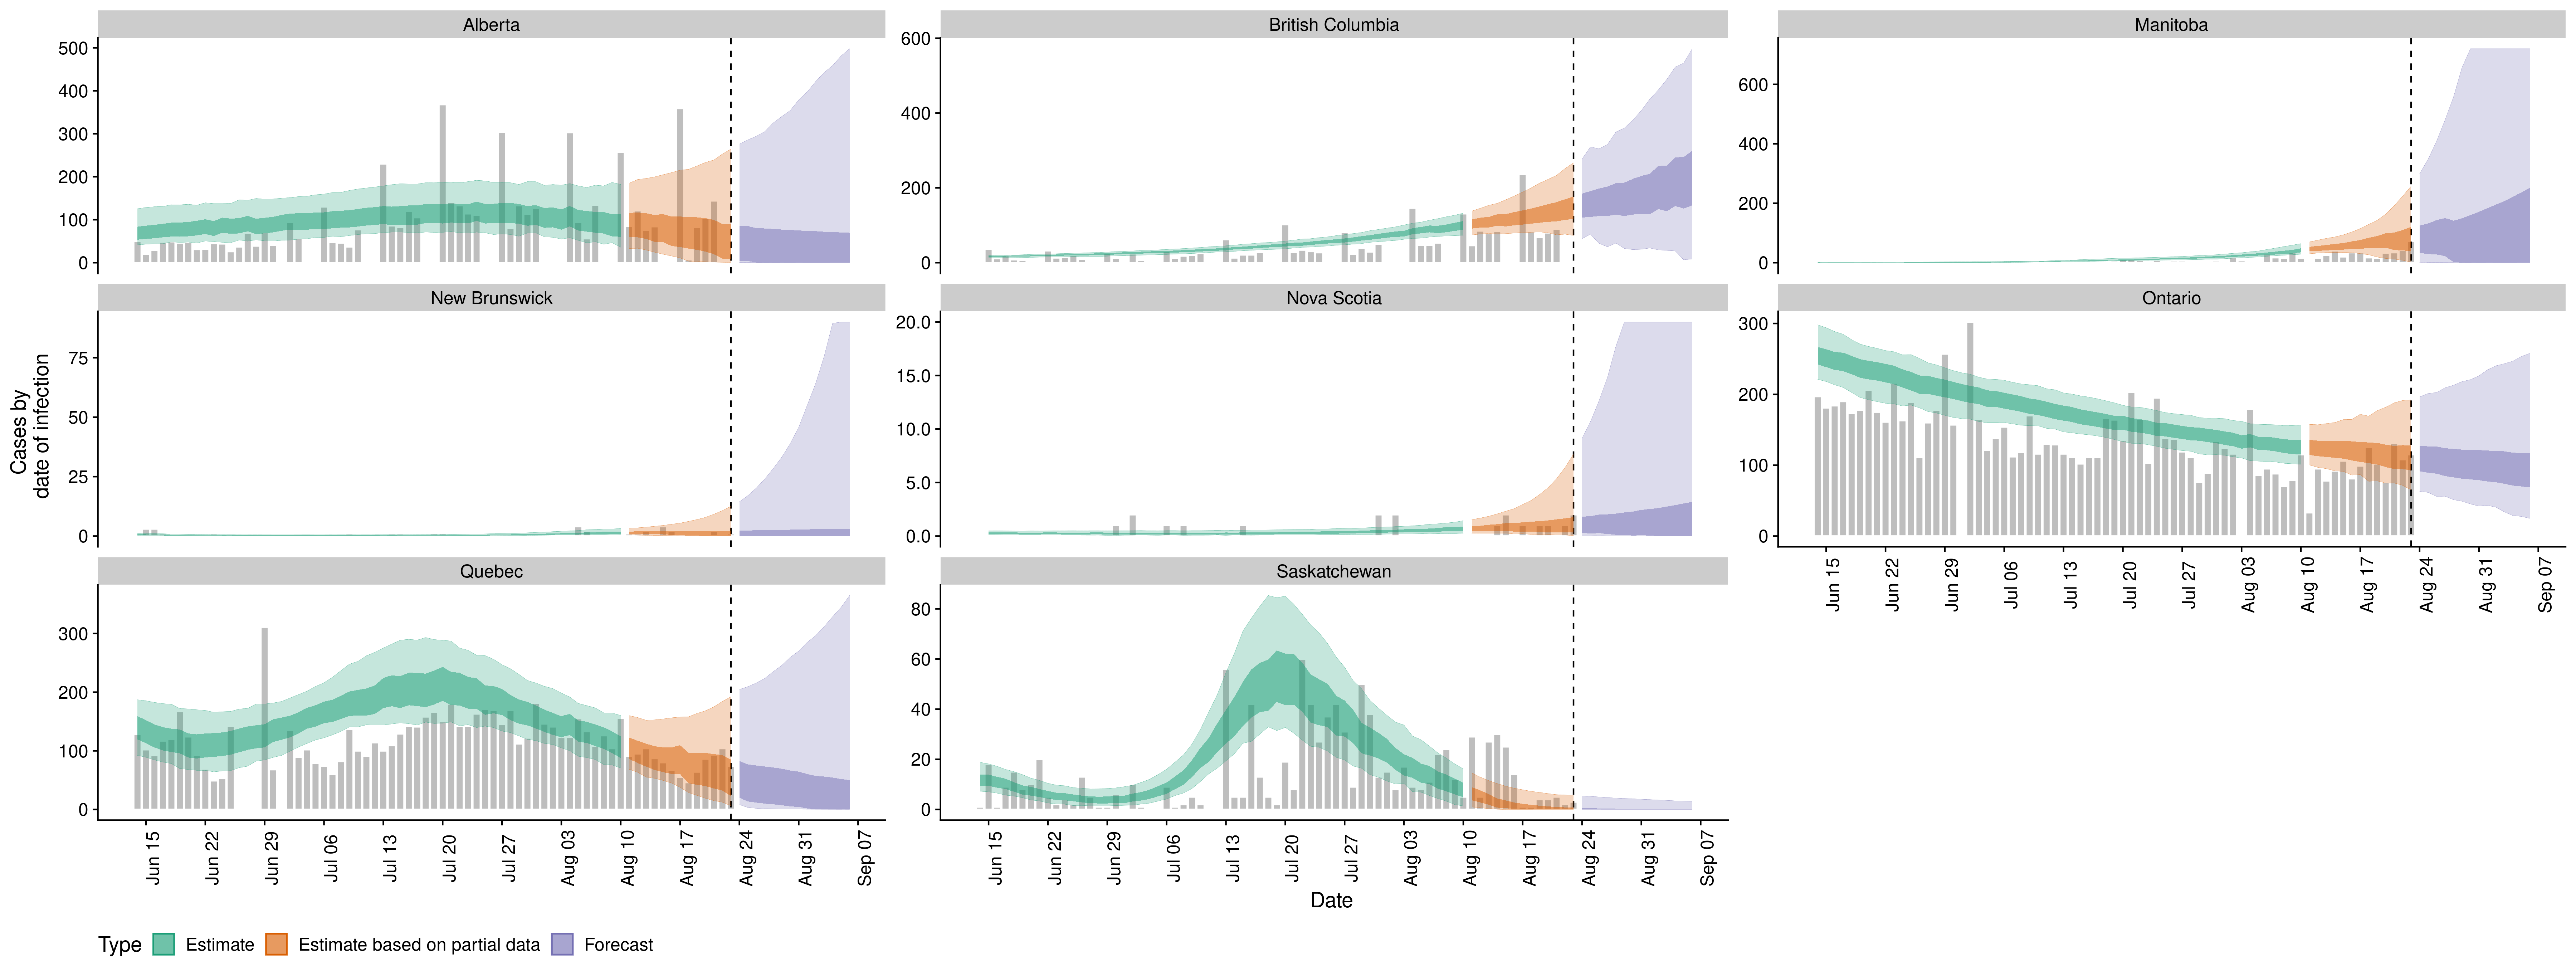 Alberta
British Columbia
Manitoba
500
400
300
200
100
0
600
400
200
0
600
400
200
0
New Brunswick
Nova Scotia
Ontario
75
50
25
0
20.0
15.0
10.0
5.0
0.0
300
200
100
0
Jun 15
Jun 22
Jun 29
Jul 06
Jul 13
Jul 20
Jul 27
Aug 03
Aug 10
Aug 17
Aug 24
Aug 31
Sep 07
Cases by
date of infection
Quebec
Saskatchewan
300
200
100
0
80
60
40
20
0
Jun 15
Jun 22
Jun 29
Jul 06
Jul 13
Jul 20
Jul 27
Aug 03
Aug 10
Aug 17
Aug 24
Aug 31
Sep 07
Jun 15
Jun 22
Jun 29
Jul 06
Jul 13
Jul 20
Jul 27
Aug 03
Aug 10
Aug 17
Aug 24
Aug 31
Sep 07
Date
Type Estimate Estimate based on partial data Forecast